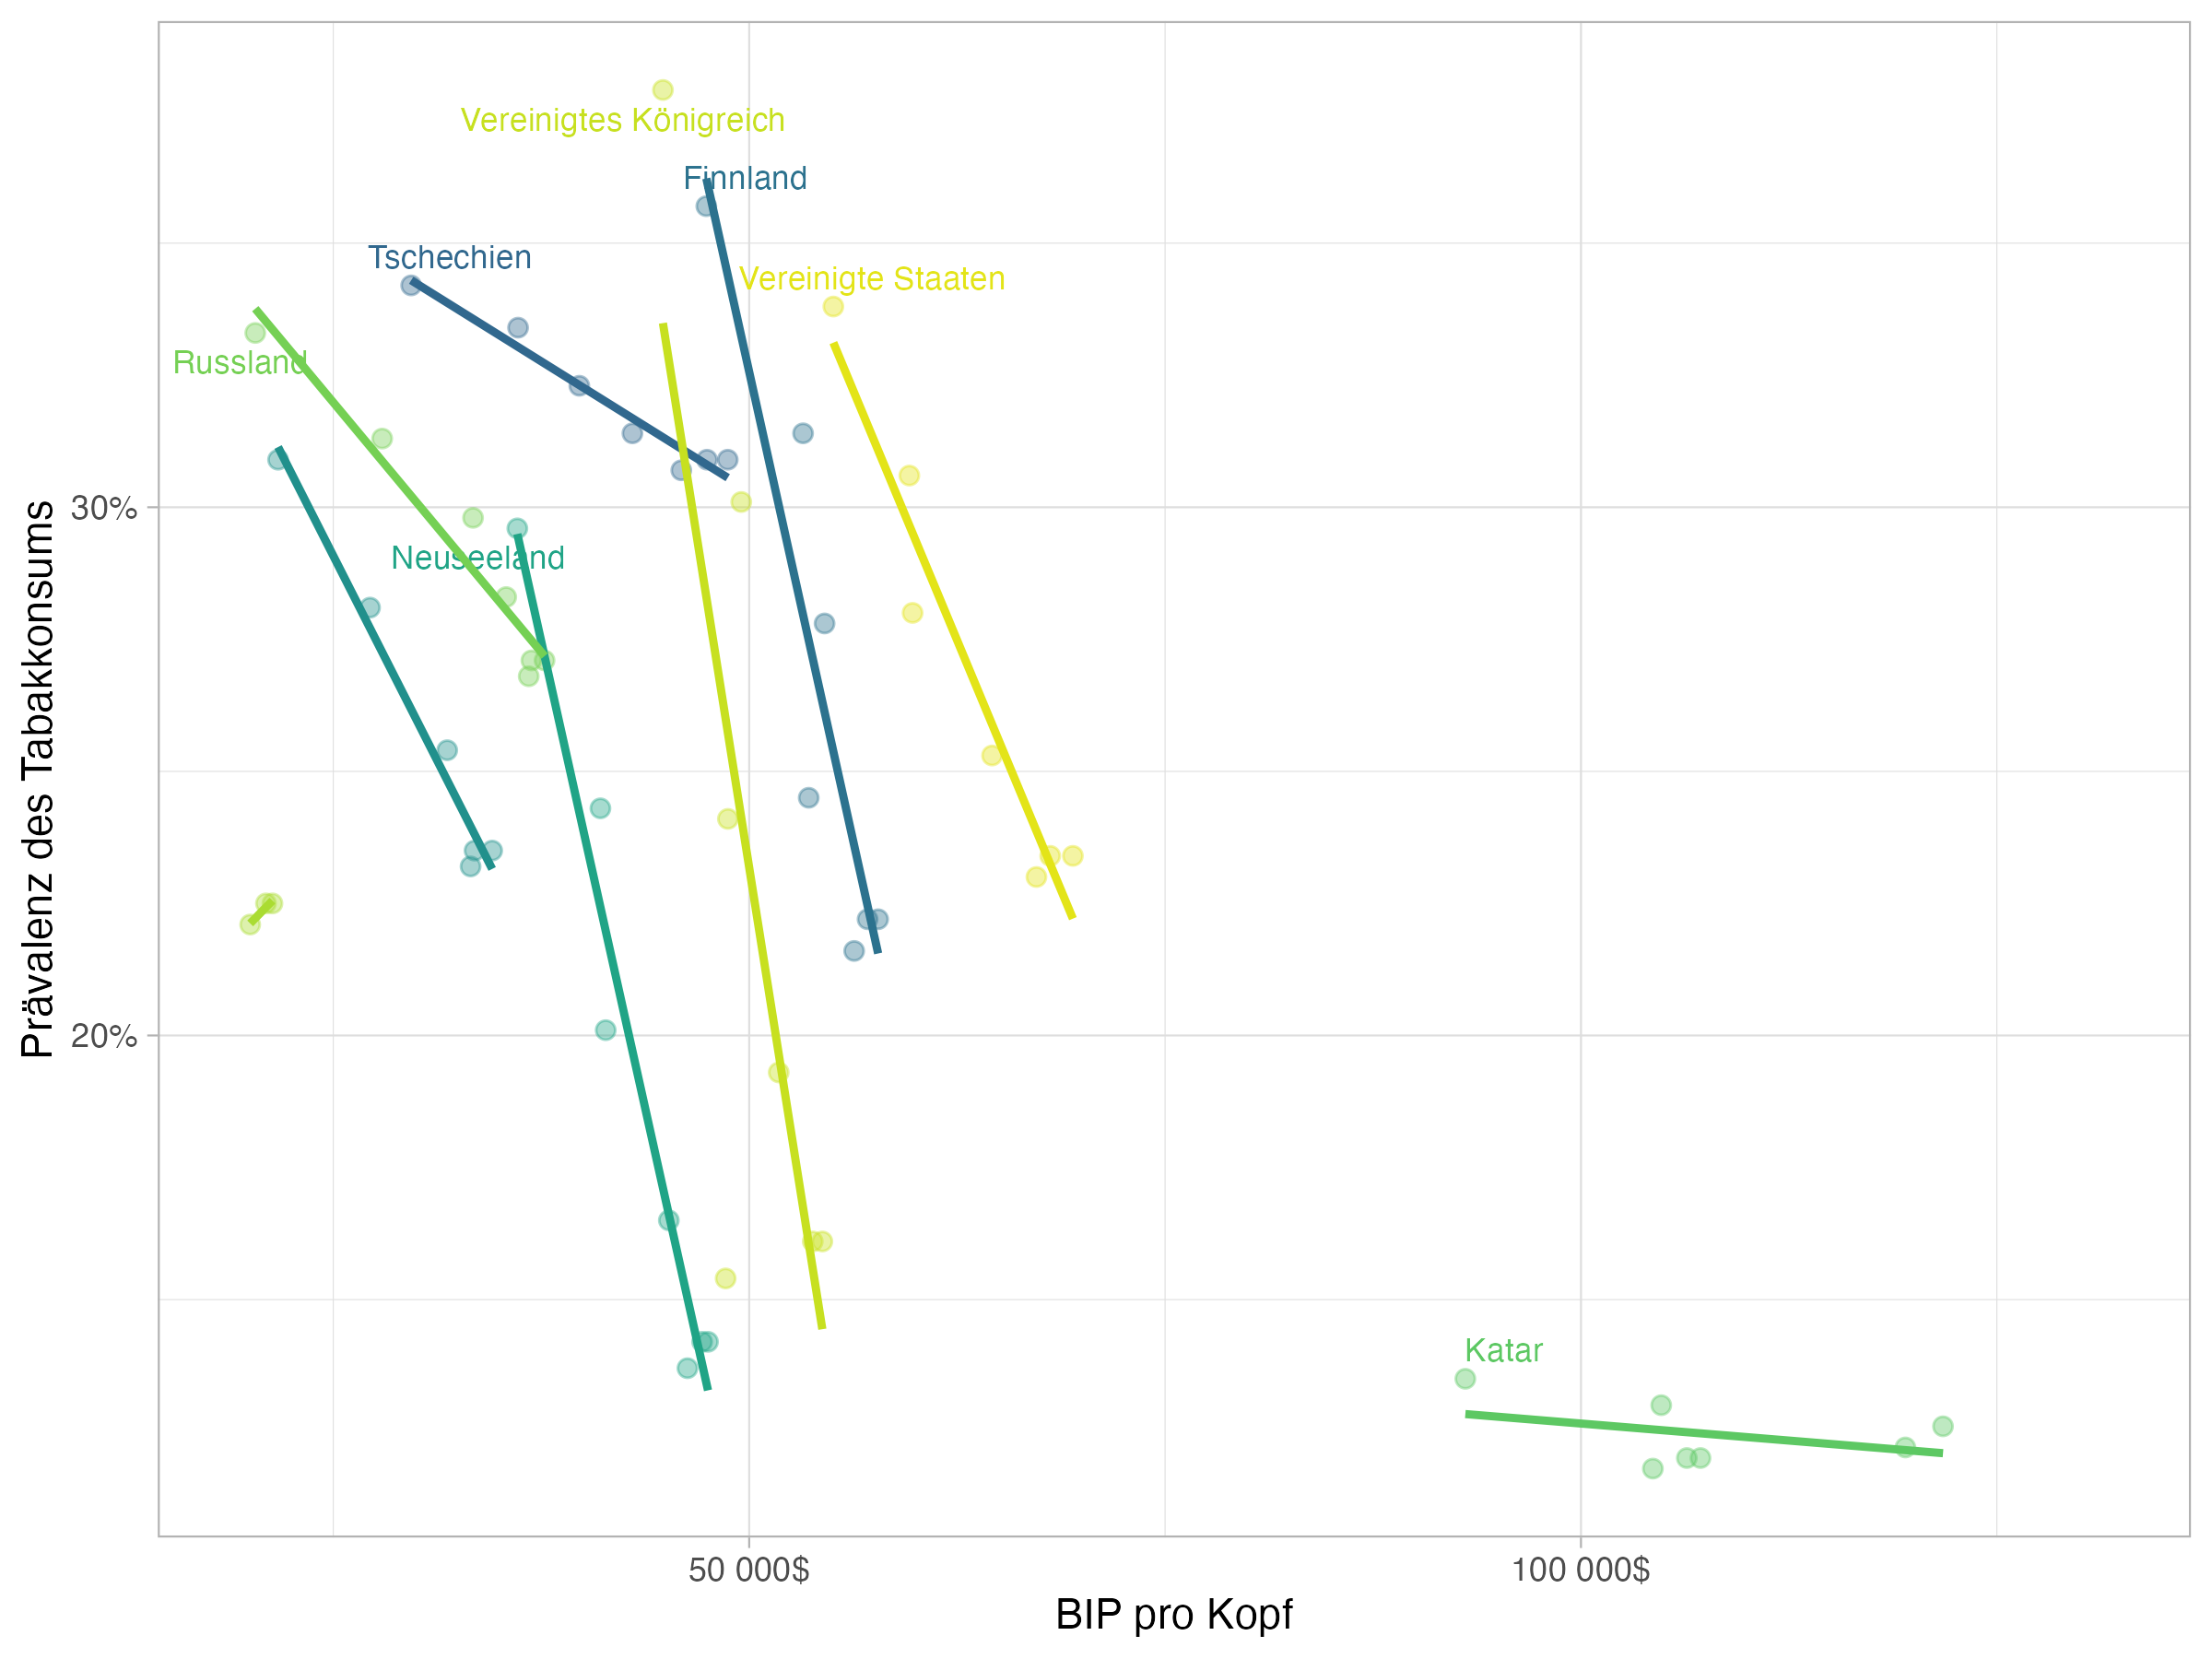 Vereinigtes Königreich
Finnland
Tschechien
Vereinigte Staaten
Russland
Neuseeland
Katar
30%
20%
Prävalenz des Tabakkonsums
50 000$
100 000$
BIP pro Kopf